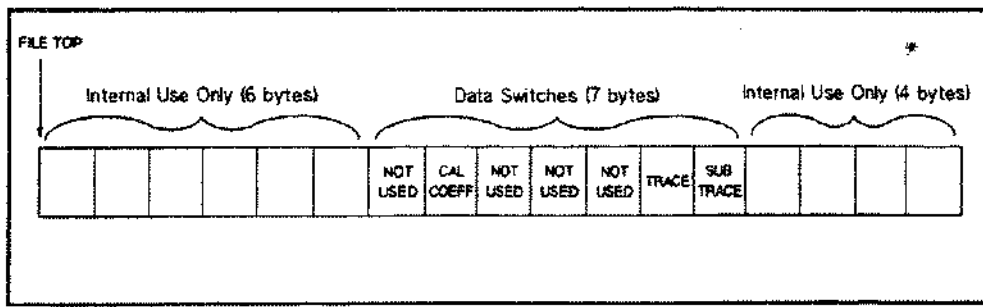 FILE TOP
Internal Use Only (6 bytes)
Data Switches (7 bytes)
Internal Use Only (4 bytes)
NOT USED
CAL COEFF
NOT USED
NOT USED
NOT USED
TRACE
SUB TRACE